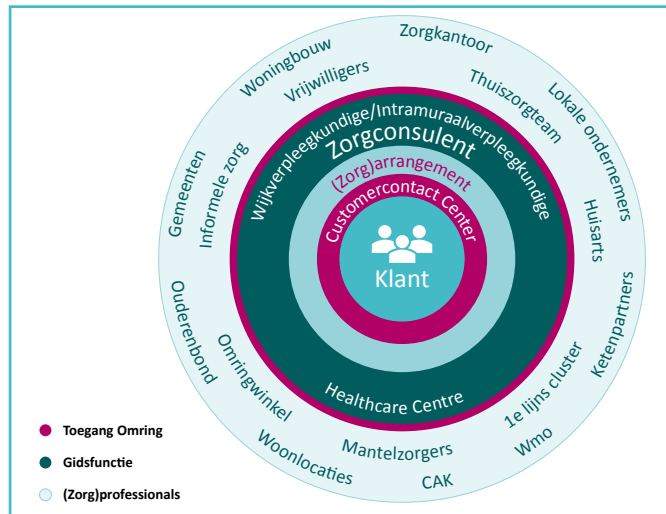 Zorgkantoor
Woningbouw
Vrijwilligers
Thuiszorgteam
Lokale ondernemers
Gemeenten
Informele zorg
Huisarts
Ketenpartners
Ouderenbond
Omringwinkel
1e lijns cluster
Wmo
Woonlocaties
Mantelzorgers
CAK
Wijkverpleegkundige/Intramuraalverpleegkundige
Zorgconsulent
(Zorg)arrangement
Customercontact Center
Klant
Healthcare Centre
Toegang Omring
Gidsfunctie
(Zorg)professionals